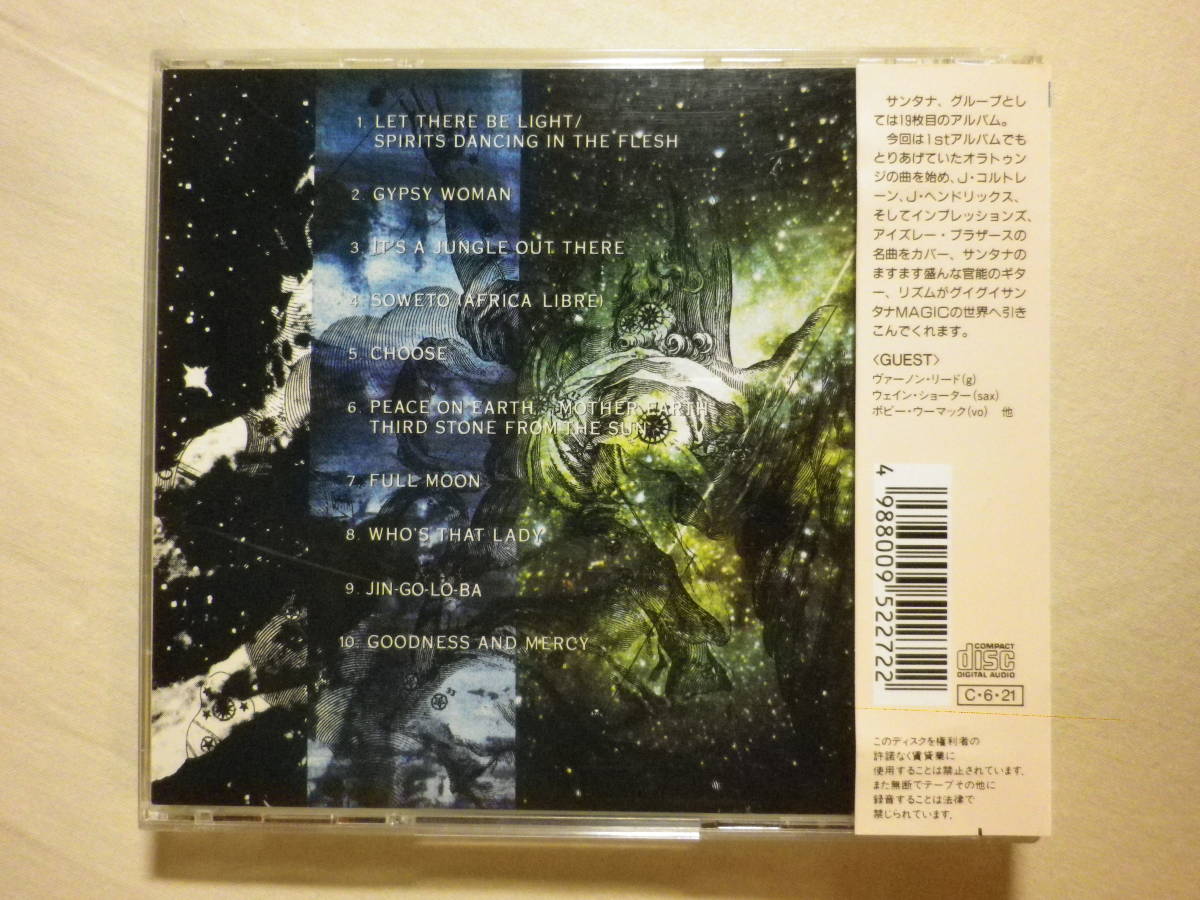 1. LET THERE BE LIGHT/
SPIRITS DANCING IN THE FLESH
2. GYPSY WOMAN
3. IT'S A JUNGLE OUT THERE
4. SOWETO (AFRICA LIBRE)
5. CHOOSE
6. PEACE ON EARTH... MOTHER EARTH
THIRD STONE FROM THE SUN
7. FULL MOON
8. WHO'S THAT LADY
9. JIN-GO-LO-BA
10. GOODNESS AND MERCY
33
サンタナ、グループとし
ては19枚目のアルバム。
今回は1stアルバムでも
とりあげていたオラトゥン
ジの曲を始め、J・コルトレ
ーン、J・ヘンドリックス、
そしてインプレッションズ、
アイズレー・ブラザースの
名曲をカバー、サンタナの
ますます盛んな官能のギタ
ー、リズムがグイグイサン
タナMAGICの世界へ引き
こんでくれます。
〈GUEST〉
ヴァーノン・リード(g)
ウェイン・ショーター(sax)
ボビー・ウーマック(vo) 他
4 988009 522722
COMPACT
disc
DIGITAL AUDIO
C・6・21
このディスクを権利者の
許諾なく賃貸業に
使用することは禁止されています.
また無断でテープその他に
録音することは法律で
禁じられています.